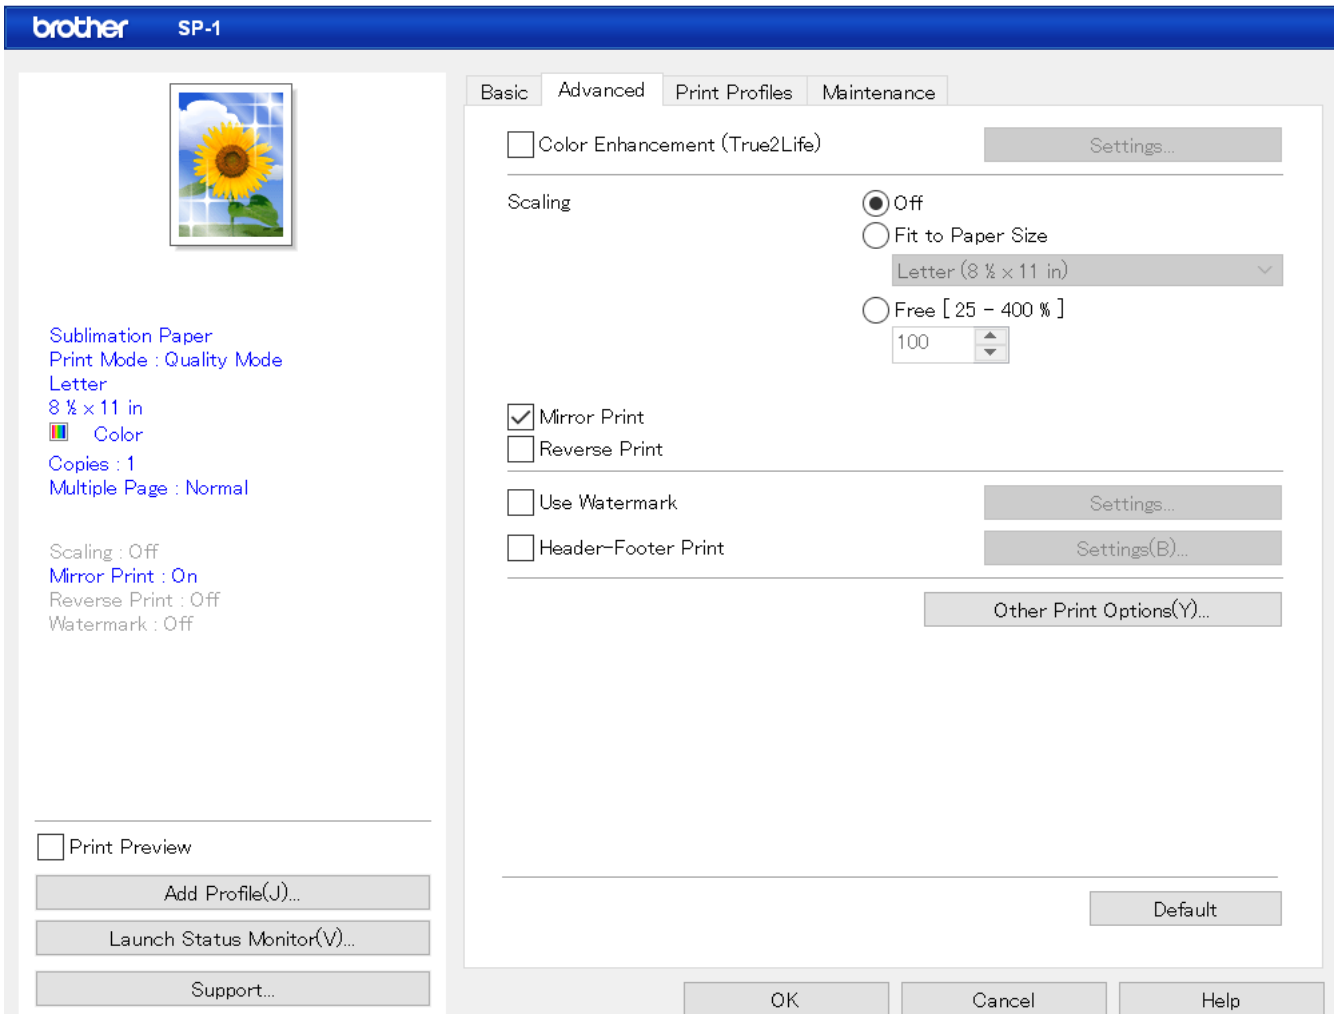 brother SP-1
Basic Advanced Print Profiles Maintenance
Color Enhancement (True2Life) Settings...
Scaling Off
Fit to Paper Size
Letter (8 ½ × 11 in)
Free [ 25 - 400 % ]
100
Mirror Print
Reverse Print
Use Watermark Settings...
Header-Footer Print Settings(B)...
Other Print Options(Y)...
Default
Sublimation Paper
Print Mode : Quality Mode
Letter
8 ½ × 11 in
Color
Copies : 1
Multiple Page : Normal
Scaling : Off
Mirror Print : On
Reverse Print : Off
Watermark : Off
Print Preview
Add Profile(J)...
Launch Status Monitor(V)...
Support...
OK Cancel Help